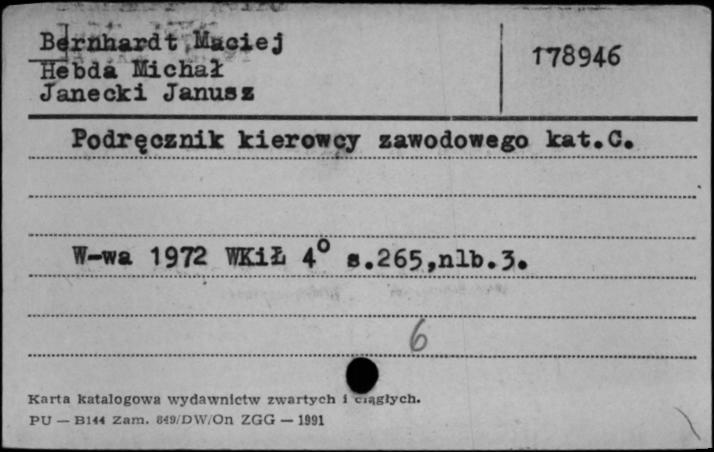 Bernhardt Maciej
178946
Hebda Michał
Janecki Janusz
Podręcznik kierowcy zawodowego kat.C.
W-wa 1972 WKiŁ 4° s.265,nlb.3.
6
Karta katalogowa wydawnictw zwartych i ciągłych.
PU — B144 Zam. 849/DW/On ZGG — 1991